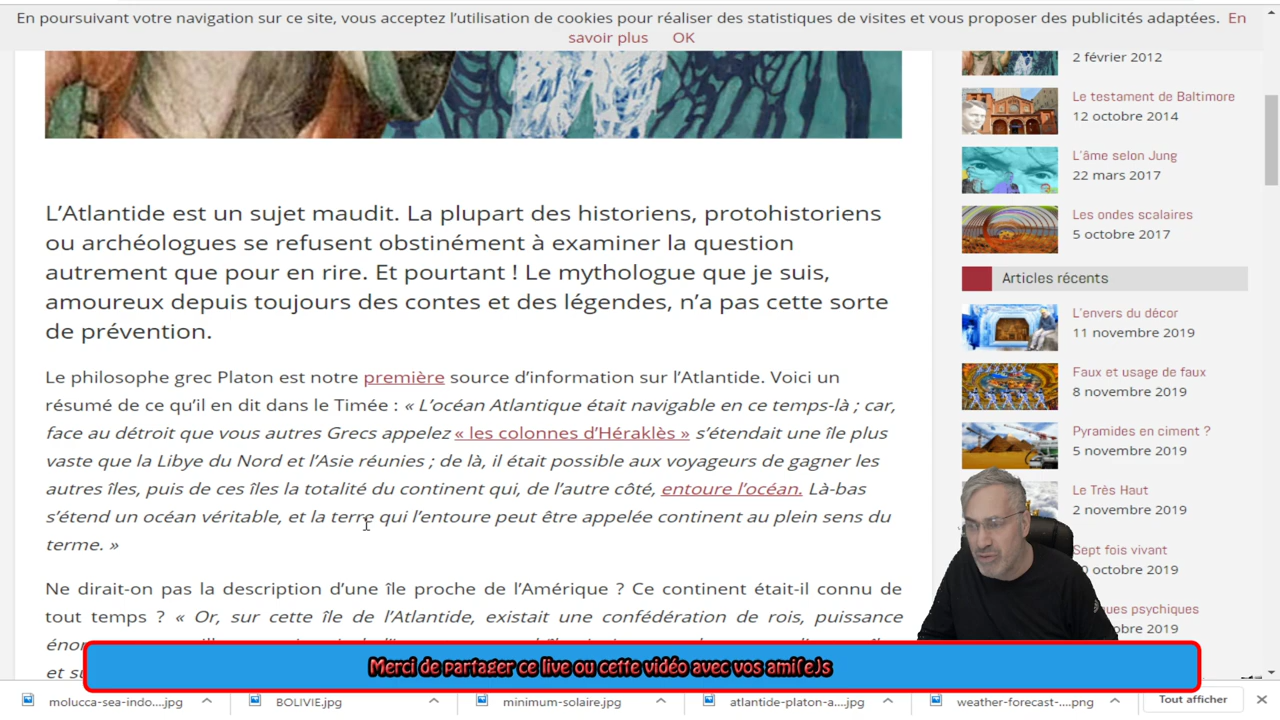 En poursuivant votre navigation sur ce site, vous acceptez l’utilisation de cookies pour réaliser des statistiques de visites et vous proposer des publicités adaptées. En
savoir plus OK
L’Atlantide est un sujet maudit. La plupart des historiens, protohistoriens
ou archéologues se refusent obstinément à examiner la question
autrement que pour en rire. Et pourtant ! Le mythologue que je suis,
amoureux depuis toujours des contes et des légendes, n’a pas cette sorte
de prévention.
Le philosophe grec Platon est notre première source d’information sur l’Atlantide. Voici un
résumé de ce qu’il en dit dans le Timée : « L’océan Atlantique était navigable en ce temps-là ; car,
face au détroit que vous autres Grecs appelez « les colonnes d’Héraklès » s’étendait une île plus
vaste que la Libye du Nord et l’Asie réunies ; de là, il était possible aux voyageurs de gagner les
autres îles, puis de ces îles la totalité du continent qui, de l’autre côté, entoure l’océan. Là-bas
s’étend un océan véritable, et la terre qui l’entoure peut être appelée continent au plein sens du
terme. »
Ne dirait-on pas la description d’une île proche de l’Amérique ? Ce continent était-il connu de
tout temps ? « Or, sur cette île de l’Atlantide, existait une confédération de rois, puissance
2 février 2012
Le testament de Baltimore
12 octobre 2014
L’âme selon Jung
22 mars 2017
Les ondes scalaires
5 octobre 2017
Articles récents
L’envers du décor
11 novembre 2019
Faux et usage de faux
8 novembre 2019
Pyramides en ciment ?
5 novembre 2019
Le Très Haut
2 novembre 2019
Sept fois vivant
octobre 2019
psychiques
2019
Merci de partager ce live ou cette vidéo avec vos ami(e)s
molucca-sea-indo....jpg
BOLIVIE.jpg
minimum-solaire.jpg
atlantide-platon-a....jpg
weather-forecast-....png
Tout afficher